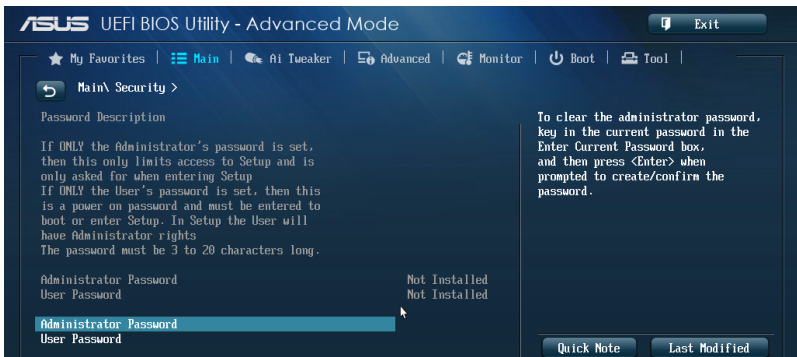 ASUS UEFI BIOS Utility - Advanced Mode
Exit
My Favorites
Main
Ai Tweaker
Advanced
Monitor
Boot
Tool
Main\ Security >
Password Description
If ONLY the Administrator's password is set,
then this only limits access to Setup and is
only asked for when entering Setup
If ONLY the User's password is set, then this
is a power on password and must be entered to
boot or enter Setup. In Setup the User will
have Administrator rights
The password must be 3 to 20 characters long.
Administrator Password Not Installed
User Password Not Installed
Administrator Password
User Password
To clear the administrator password,
key in the current password in the
Enter Current Password box,
and then press <Enter> when
prompted to create/confirm the
password.
Quick Note
Last Modified